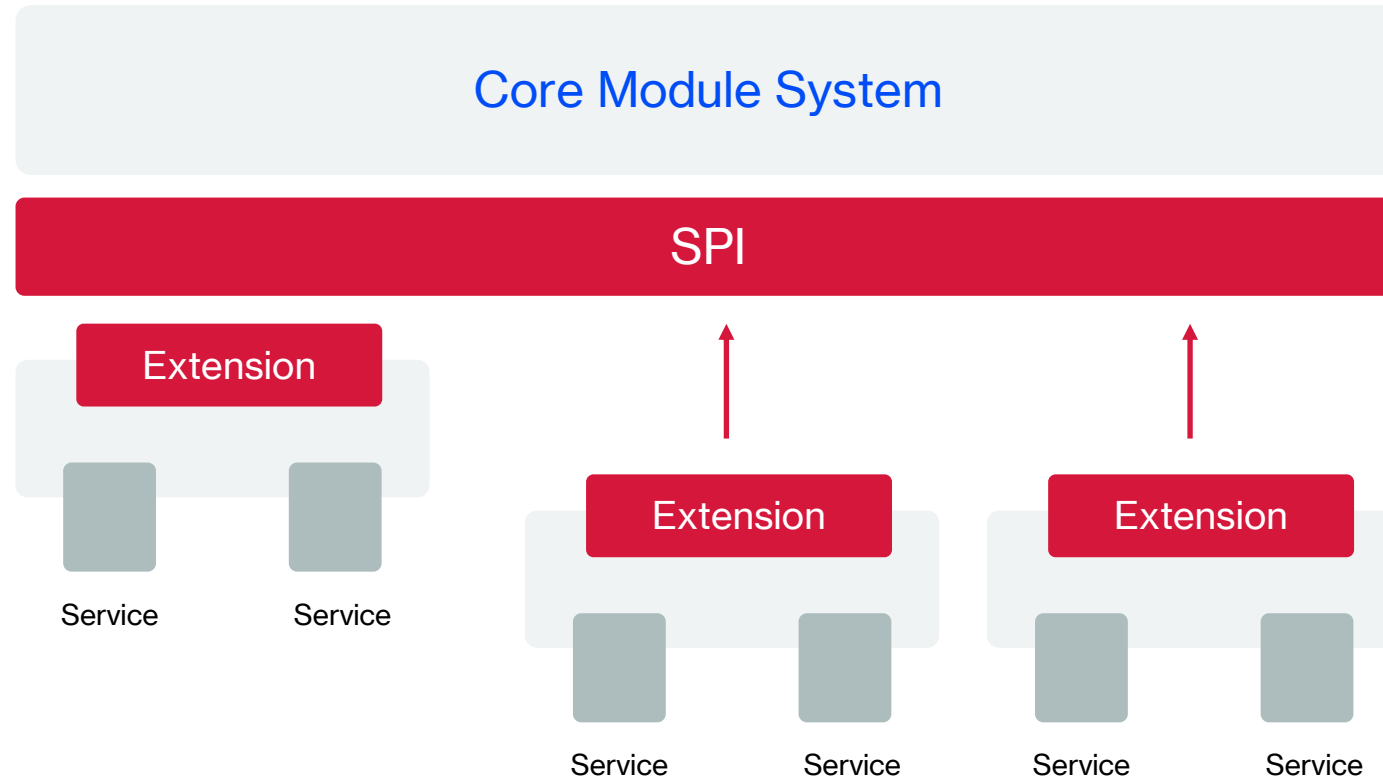 Core Module System
SPI
Extension
Extension
Extension
Service
Service
Service
Service
Service
Service